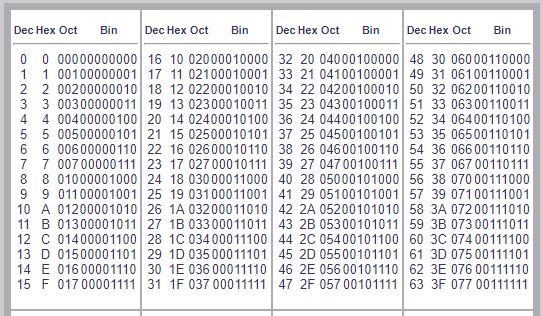 Dec Hex Oct Bin
0 0 000 00000000
1 1 001 00000001
2 2 002 00000010
3 3 003 00000011
4 4 004 00000100
5 5 005 00000101
6 6 006 00000110
7 7 007 00000111
8 8 010 00001000
9 9 011 00001001
10 A 012 00001010
11 B 013 00001011
12 C 014 00001100
13 D 015 00001101
14 E 016 00001110
15 F 017 00001111
Dec Hex Oct Bin
16 10 020 00010000
17 11 021 00010001
18 12 022 00010010
19 13 023 00010011
20 14 024 00010100
21 15 025 00010101
22 16 026 00010110
23 17 027 00010111
24 18 030 00011000
25 19 031 00011001
26 1A 032 00011010
27 1B 033 00011011
28 1C 034 00011100
29 1D 035 00011101
30 1E 036 00011110
31 1F 037 00011111
Dec Hex Oct Bin
32 20 040 00100000
33 21 041 00100001
34 22 042 00100010
35 23 043 00100011
36 24 044 00100100
37 25 045 00100101
38 26 046 00100110
39 27 047 00100111
40 28 050 00101000
41 29 051 00101001
42 2A 052 00101010
43 2B 053 00101011
44 2C 054 00101100
45 2D 055 00101101
46 2E 056 00101110
47 2F 057 00101111
Dec Hex Oct Bin
48 30 060 00110000
49 31 061 00110001
50 32 062 00110010
51 33 063 00110011
52 34 064 00110100
53 35 065 00110101
54 36 066 00110110
55 37 067 00110111
56 38 070 00111000
57 39 071 00111001
58 3A 072 00111010
59 3B 073 00111011
60 3C 074 00111100
61 3D 075 00111101
62 3E 076 00111110
63 3F 077 00111111